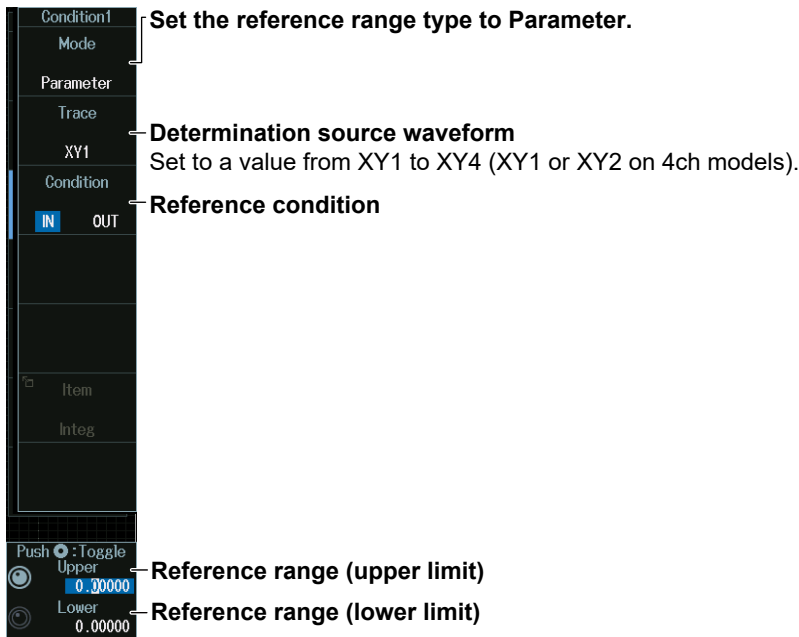 Condition1
Set the reference range type to Parameter.
Mode
Parameter
Trace
XY1
Determination source waveform
Set to a value from XY1 to XY4 (XY1 or XY2 on 4ch models).
Condition
IN OUT
Reference condition
Item
Integ
Push :Toggle
Upper
0.00000
Reference range (upper limit)
Lower
0.00000
Reference range (lower limit)